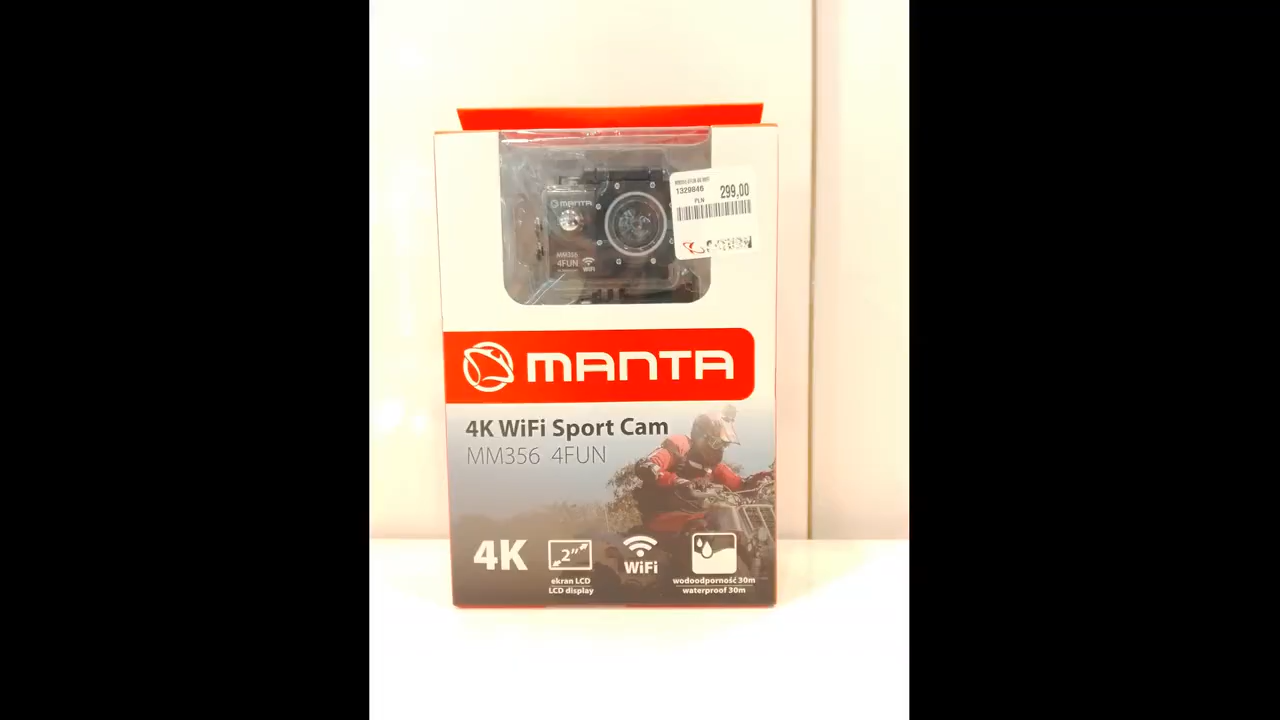 1329846
299,00
PLN
MANTA
MM356
4FUN
WiFi
MANTA
4K WiFi Sport Cam
MM356 4FUN
4K
2”
WiFi
ekran LCD
LCD display
wodoodporność 30m
waterproof 30m